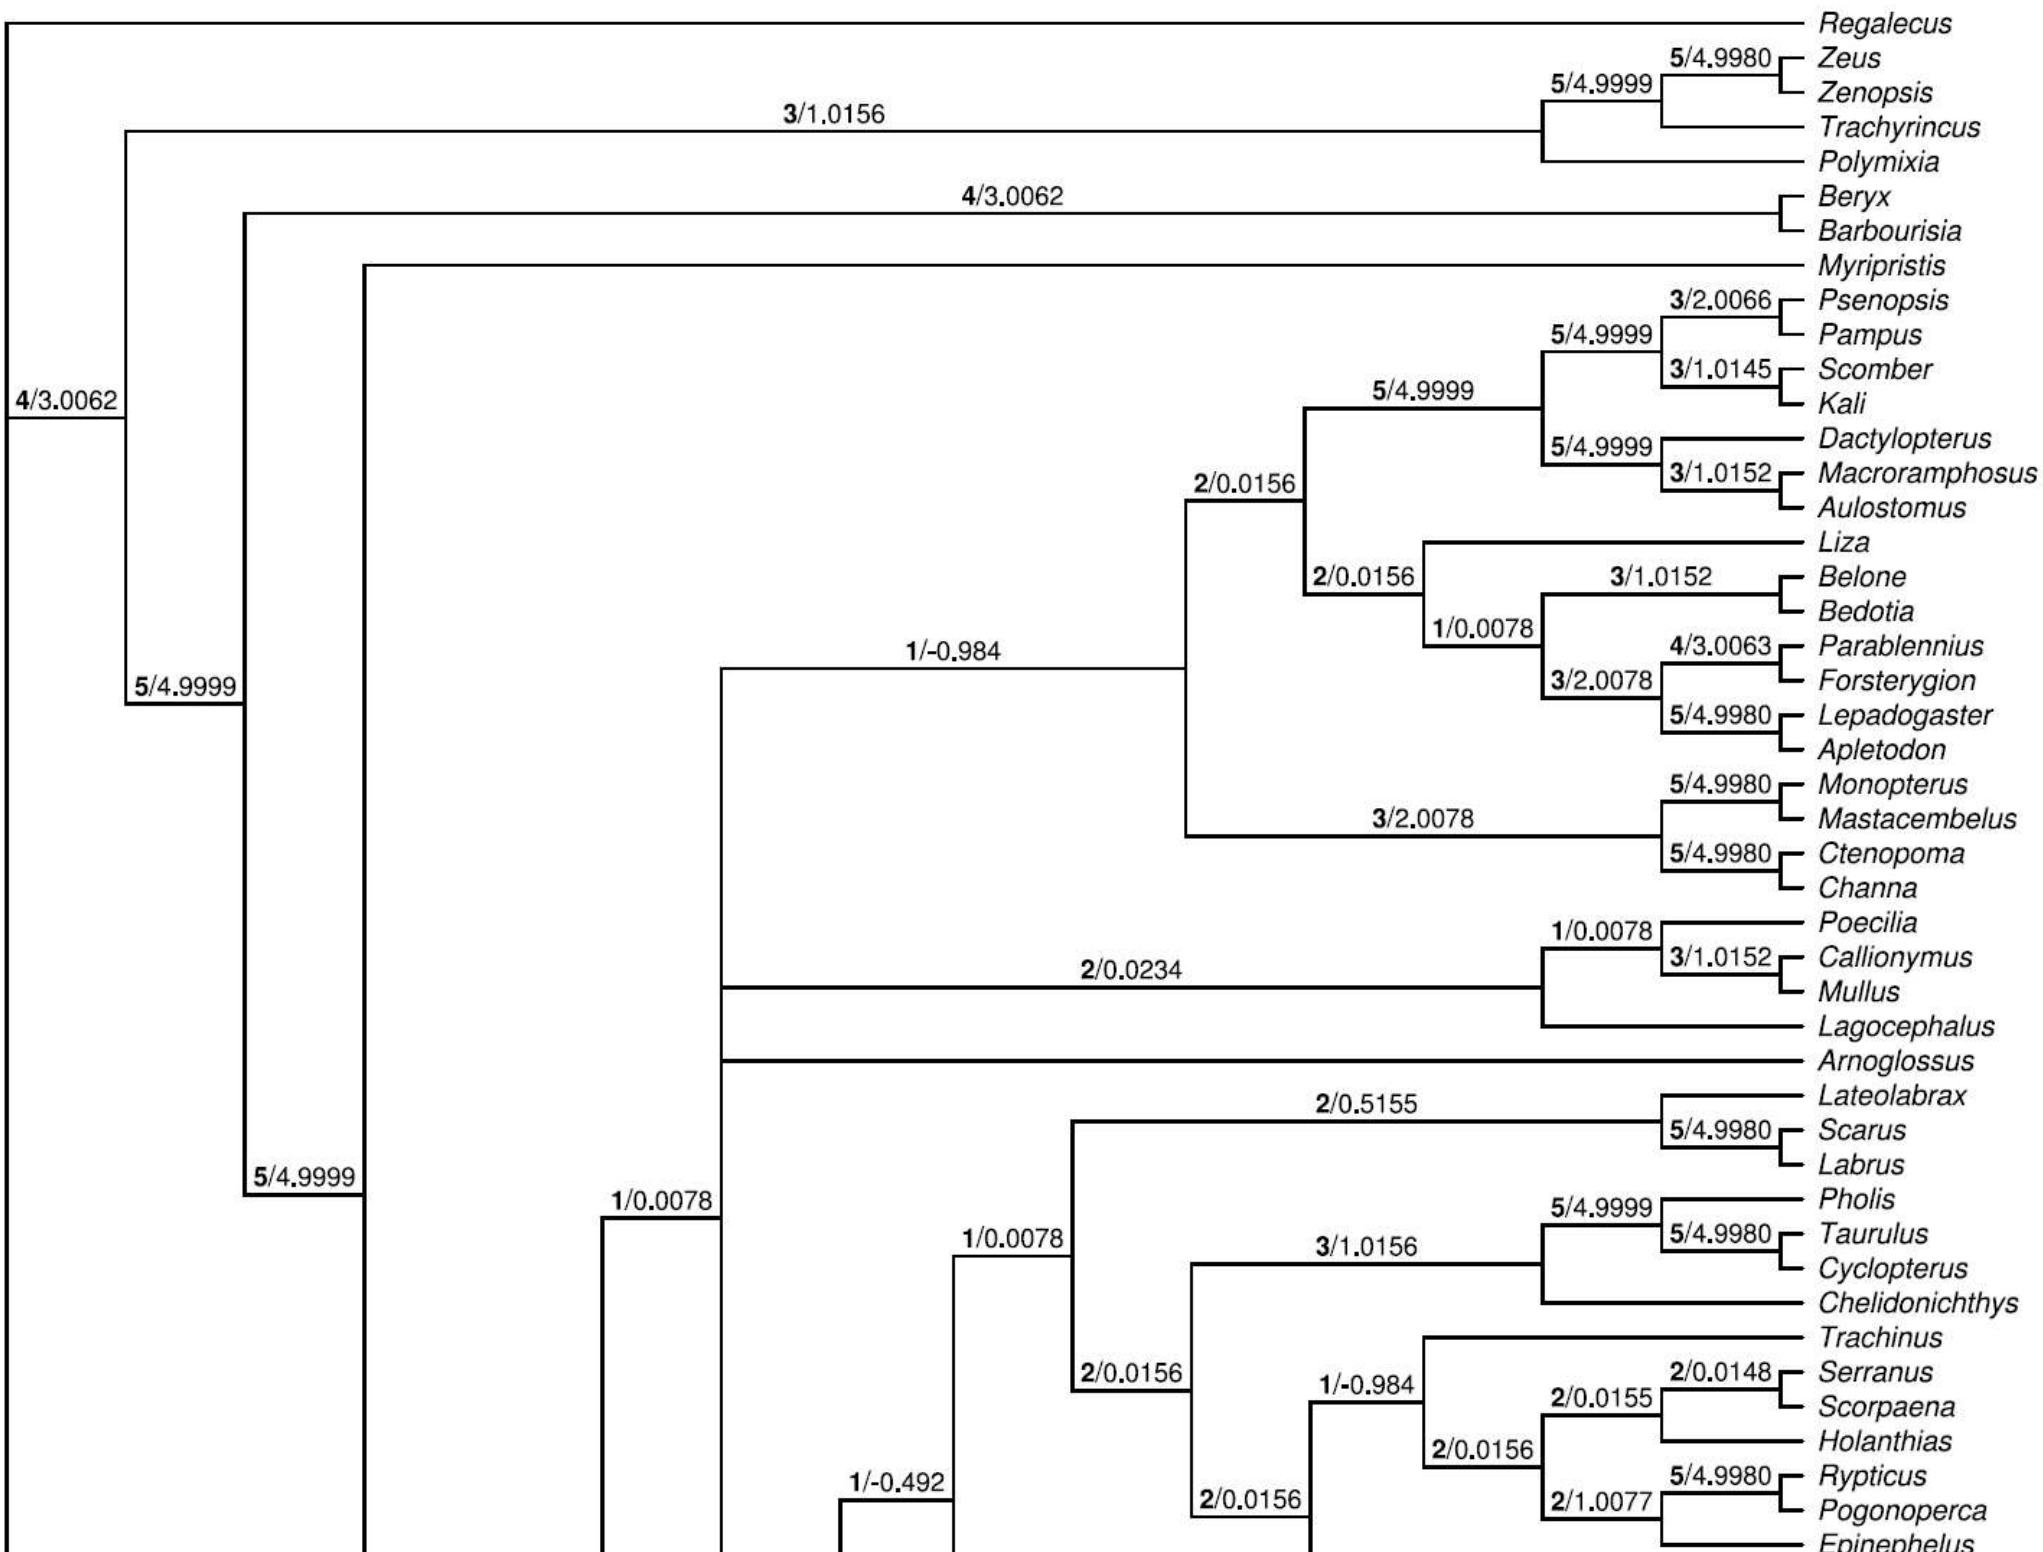 Regalecus
5/4.9980 Zeus
5/4.9999
Zenopsis
3/1.0156
Trachyrincus
Polymixia
4/3.0062
Beryx
Barbourisia
Myripristis
3/2.0066 Psenopsis
5/4.9999 Pampus
3/1.0145 Scomber
4/3.0062
5/4.9999
Kali
5/4.9999
Dactylopterus
3/1.0152 Macroramphosus
2/0.0156
Aulostomus
Liza
2/0.0156
3/1.0152
Belone
Bedotia
1/0.0078
4/3.0063 Parablennius
1/-0.984
5/4.9999
3/2.0078
Forsterygion
5/4.9980 Lepadogaster
Apletodon
5/4.9980 Monopterus
3/2.0078
Mastacembelus
5/4.9980 Ctenopoma
Channa
1/0.0078
Poecilia
3/1.0152 Callionymus
2/0.0234
Mullus
Lagocephalus
Arnoglossus
2/0.5155
Lateolabrax
5/4.9980 Scarus
Labrus
5/4.9999
1/0.0078
5/4.9999
Pholis
1/0.0078
3/1.0156
5/4.9980 Taurulus
Cyclopterus
Chelidonichthys
Trachinus
2/0.0156
1/-0.984
2/0.0148 Serranus
2/0.0155
Scorpaena
2/0.0156
Holanthias
1/-0.492
5/4.9980 Rypticus
2/0.0156
2/1.0077
Pogonoperca
Epinephelus